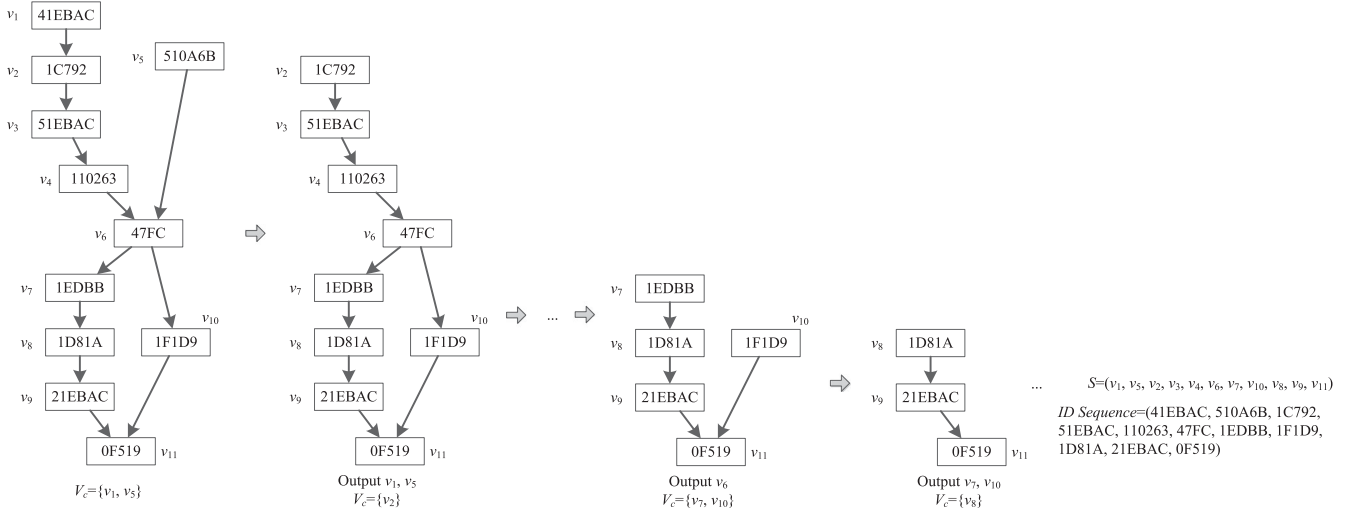 v1 41EBAC
v2 1C792
v5 510A6B
v3 51EBAC
v4 110263
v6 47FC
v7 1EDBB
v10
v8 1D81A
1F1D9
v9 21EBAC
0F519 v11
Vc={v1, v5}
v2 1C792
v3 51EBAC
v4 110263
v6 47FC
v7 1EDBB
v10
v8 1D81A
1F1D9
v9 21EBAC
0F519 v11
Output v1, v5
Vc={v2}
...
v7 1EDBB
v10
v8 1D81A
1F1D9
v9 21EBAC
0F519 v11
Output v6
Vc={v7, v10}
v8 1D81A
v9 21EBAC
0F519 v11
Output v7, v10
Vc={v8}
...
S=(v1, v5, v2, v3, v4, v6, v7, v10, v8, v9, v11)
ID Sequence=(41EBAC, 510A6B, 1C792,
51EBAC, 110263, 47FC, 1EDBB, 1F1D9,
1D81A, 21EBAC, 0F519)